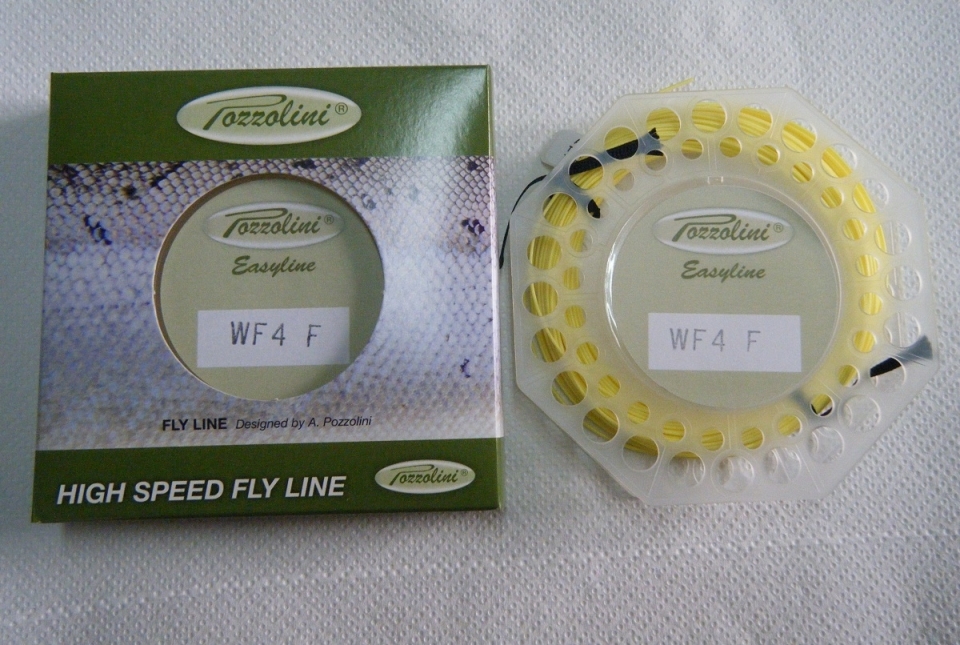 Pozzolini®
Pozzolini®
Easyline
WF4 F
FLY LINE Designed by A. Pozzolini
HIGH SPEED FLY LINE
Pozzolini®
Pozzolini®
Easyline
WF4 F